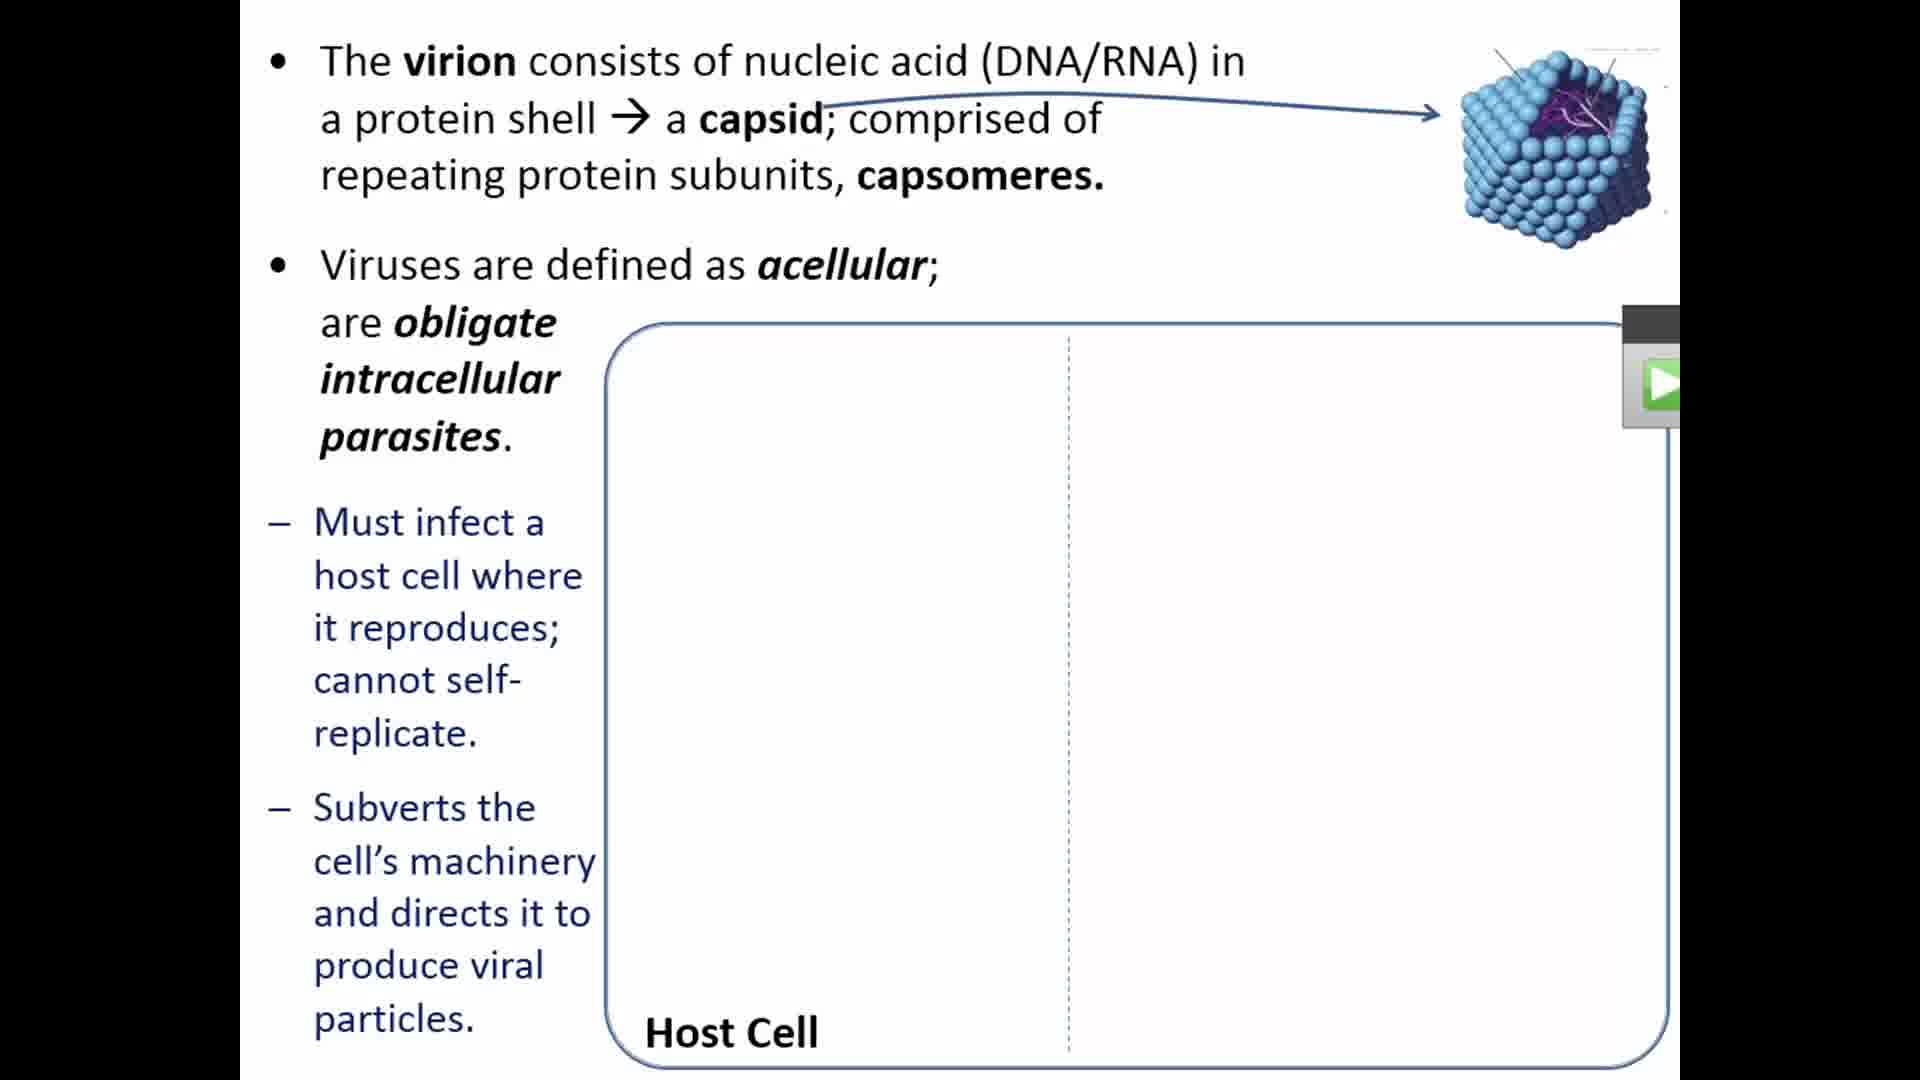 • The virion consists of nucleic acid (DNA/RNA) in
a protein shell → a capsid; comprised of
repeating protein subunits, capsomeres.
• Viruses are defined as acellular;
are obligate
intracellular
parasites.
– Must infect a
host cell where
it reproduces;
cannot self-
replicate.
– Subverts the
cell’s machinery
and directs it to
produce viral
particles.
Host Cell